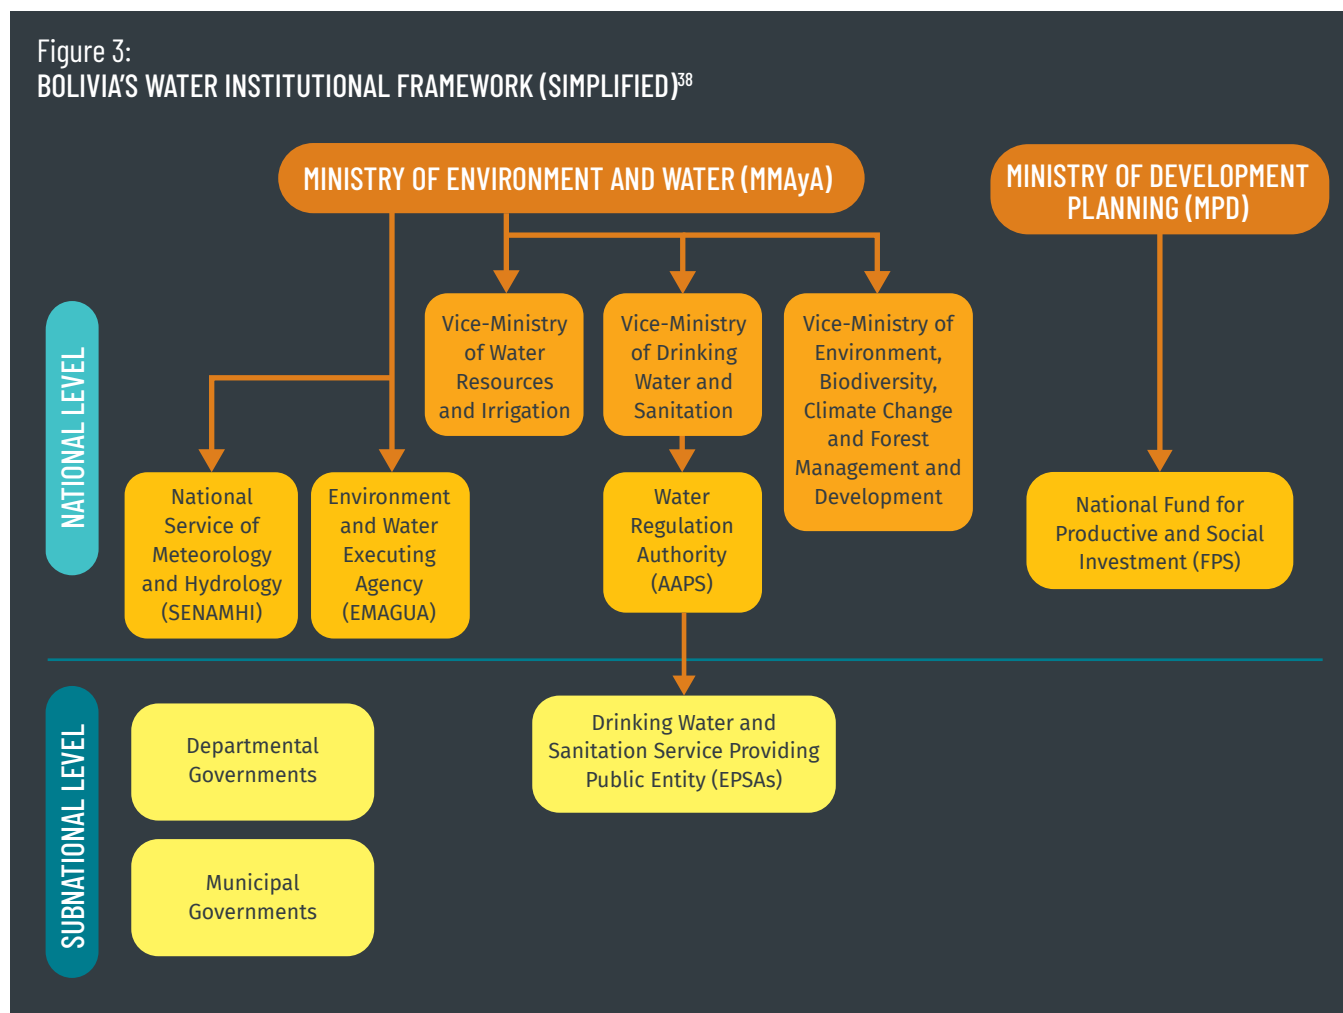 Figure 3:
BOLIVIA'S WATER INSTITUTIONAL FRAMEWORK (SIMPLIFIED)38
MINISTRY OF ENVIRONMENT AND WATER (MMAyA)
MINISTRY OF DEVELOPMENT
PLANNING (MPD)
NATIONAL LEVEL
Vice-Ministry
of Water
Resources
and Irrigation
Vice-Ministry
of Drinking
Water and
Sanitation
Vice-Ministry of
Environment,
Biodiversity,
Climate Change
and Forest
Management and
Development
National
Service of
Meteorology
and Hydrology
(SENAMHI)
Environment
and Water
Executing
Agency
(EMAGUA)
Water
Regulation
Authority
(AAPS)
National Fund for
Productive and Social
Investment (FPS)
SUBNATIONAL LEVEL
Departmental
Governments
Drinking Water and
Sanitation Service Providing
Public Entity (EPSAs)
Municipal
Governments